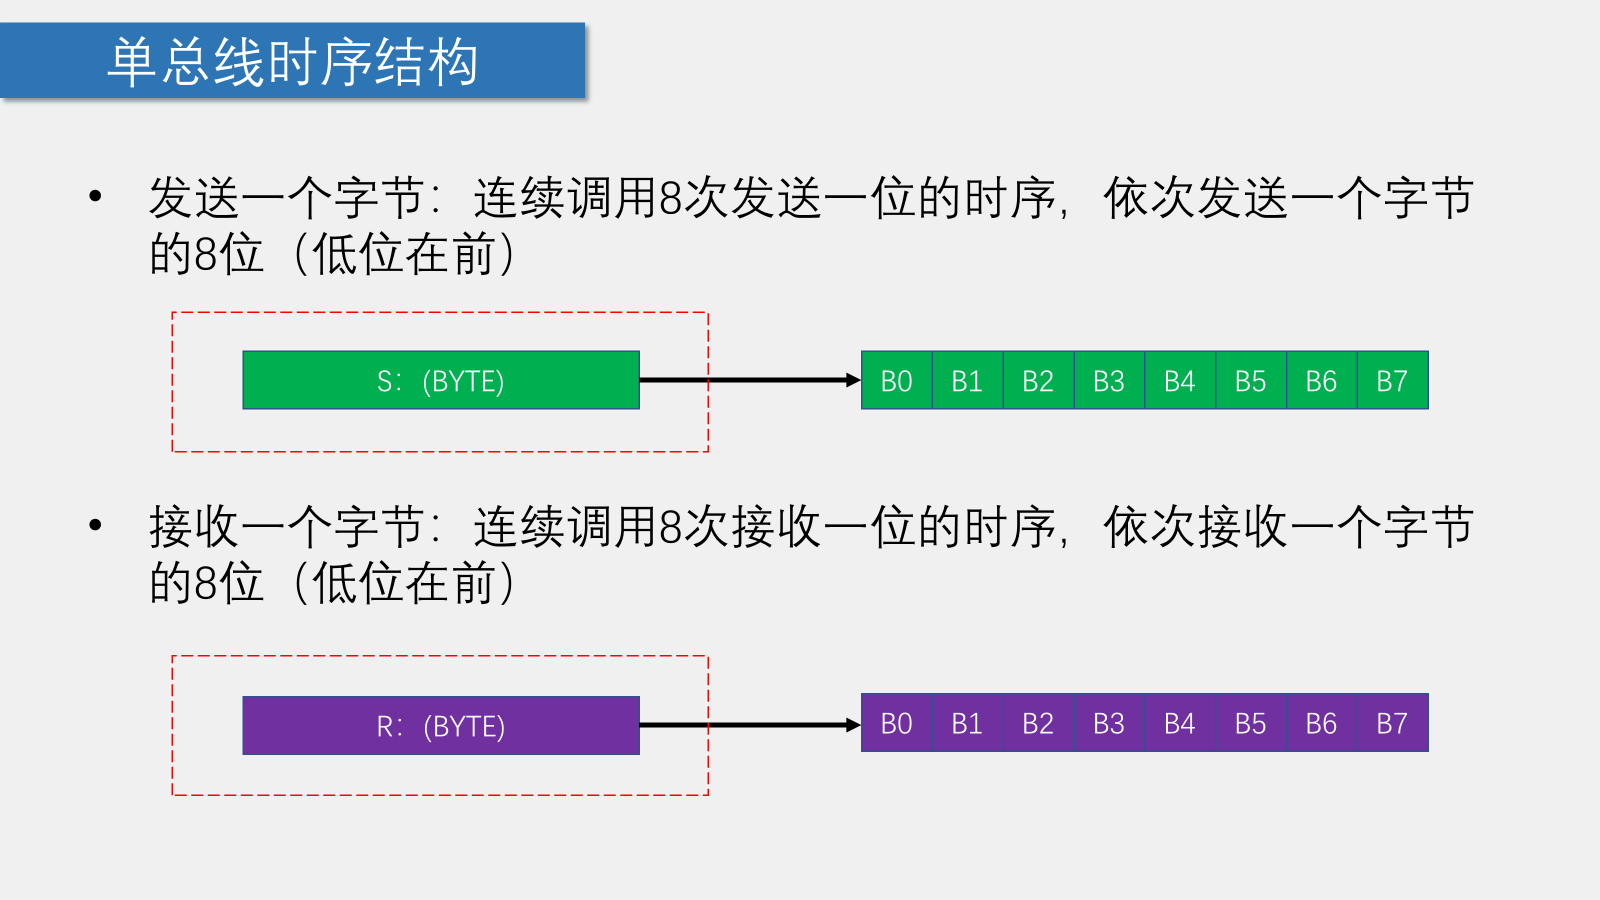 单总线时序结构
• 发送一个字节：连续调用8次发送一位的时序，依次发送一个字节
的8位（低位在前）
S：(BYTE)
B0 B1 B2 B3 B4 B5 B6 B7
• 接收一个字节：连续调用8次接收一位的时序，依次接收一个字节
的8位（低位在前）
R：(BYTE)
B0 B1 B2 B3 B4 B5 B6 B7